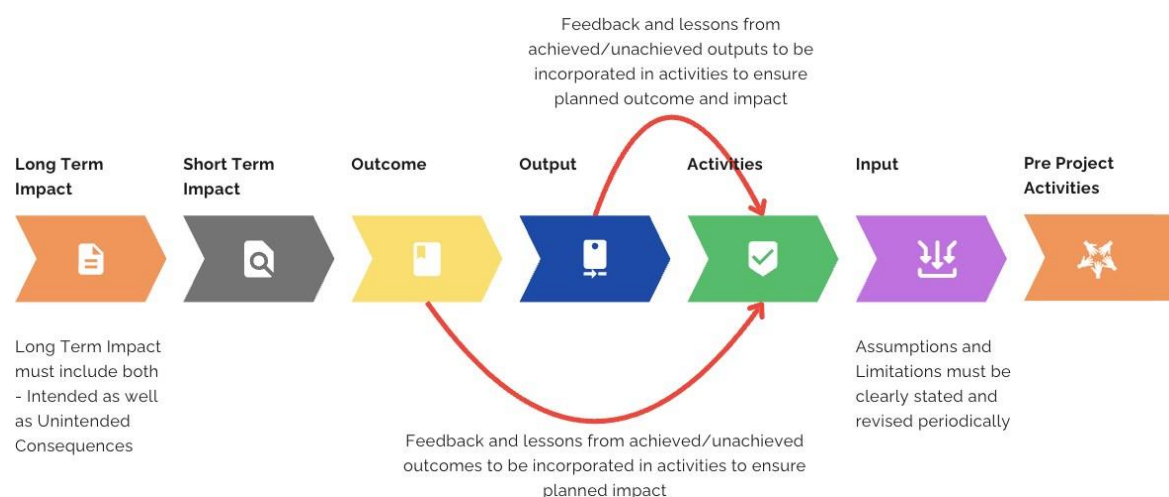 Feedback and lessons from
achieved/unachieved outputs to be
incorporated in activities to ensure
planned outcome and impact
Long Term
Impact
Short Term
Impact
Outcome
Output
Activities
Input
Pre Project
Activities
Long Term Impact
must include both
- Intended as well
as Unintended
Consequences
Assumptions and
Limitations must be
clearly stated and
revised periodically
Feedback and lessons from achieved/unachieved
outcomes to be incorporated in activities to ensure
planned impact